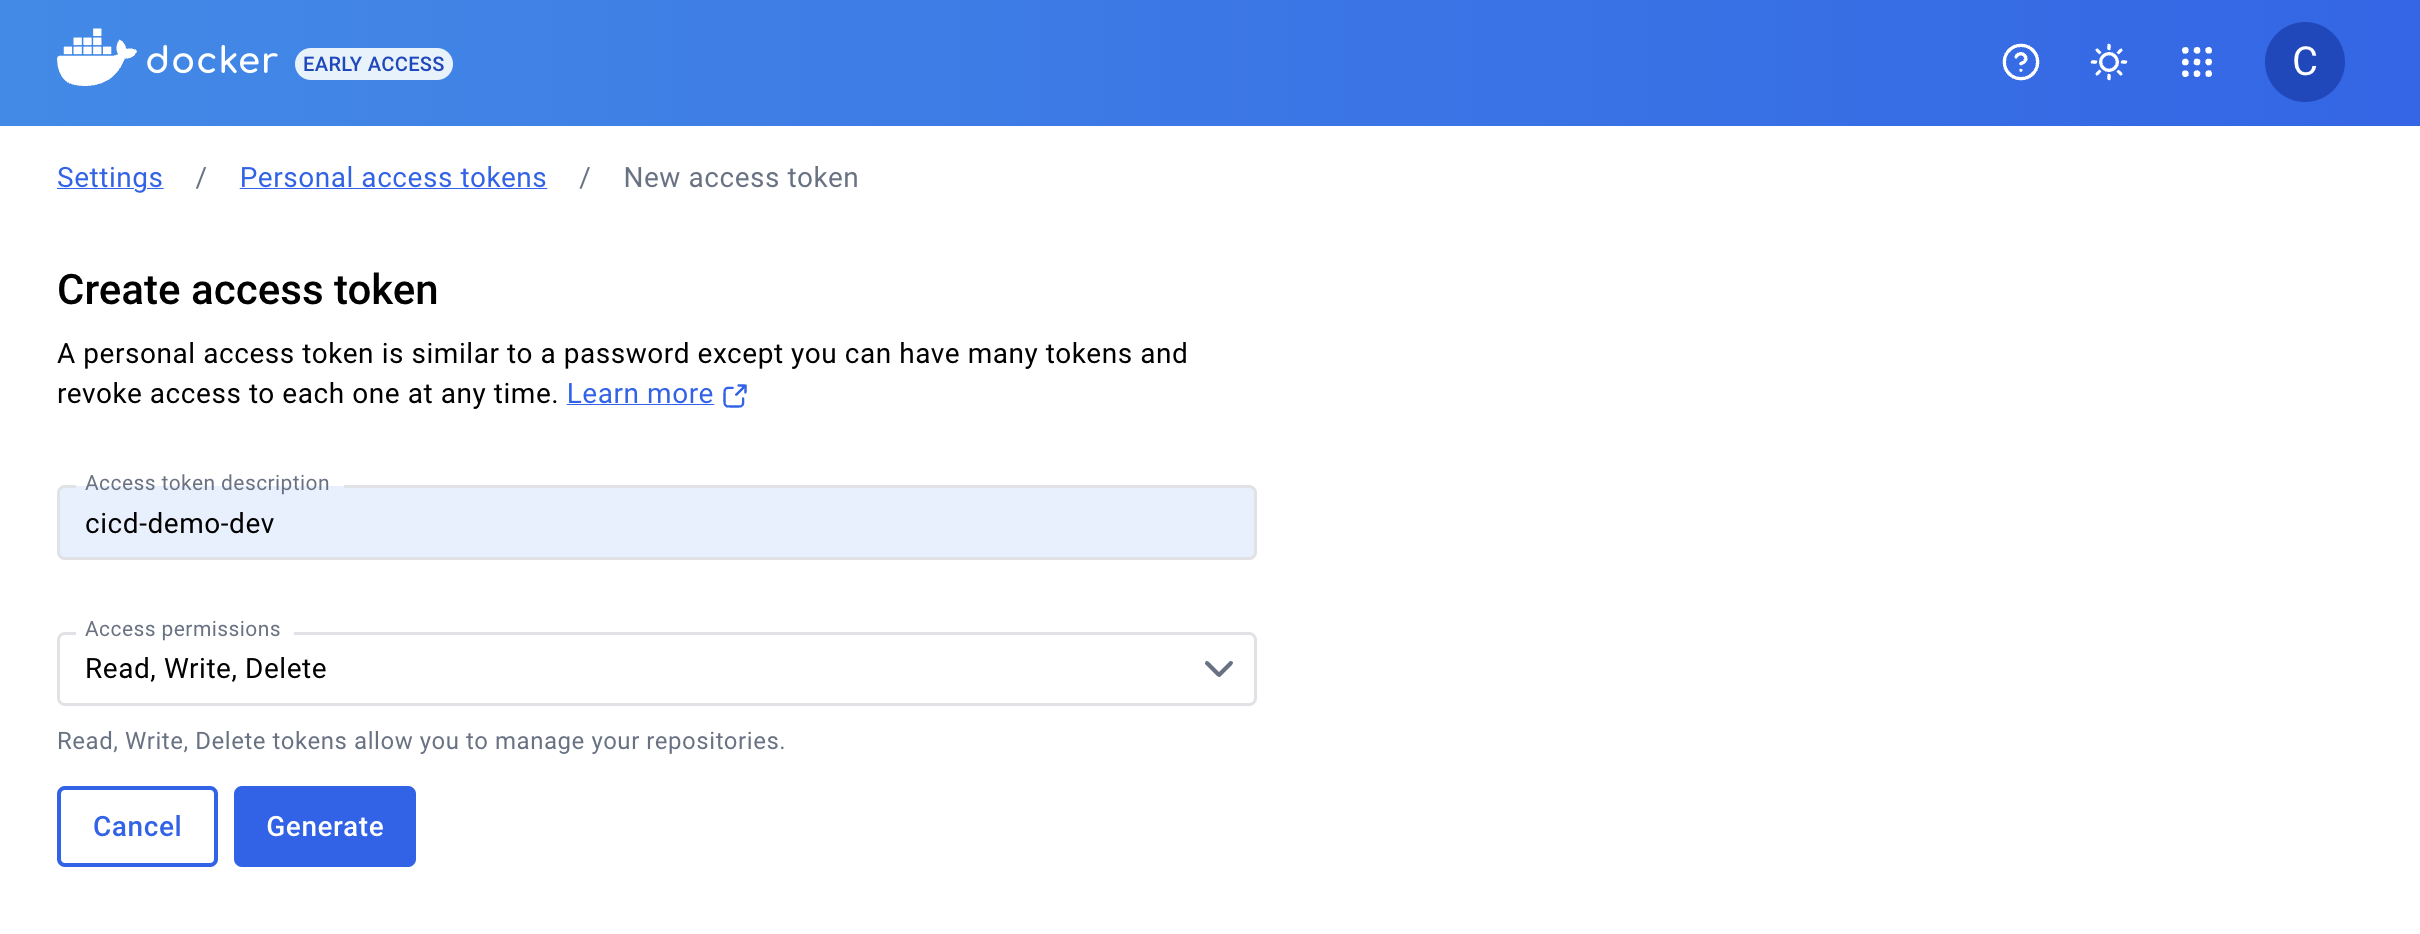 docker EARLY ACCESS
C
Settings / Personal access tokens / New access token
Create access token
A personal access token is similar to a password except you can have many tokens and
revoke access to each one at any time. Learn more
Access token description
cicd-demo-dev
Access permissions
Read, Write, Delete
Read, Write, Delete tokens allow you to manage your repositories.
Cancel Generate